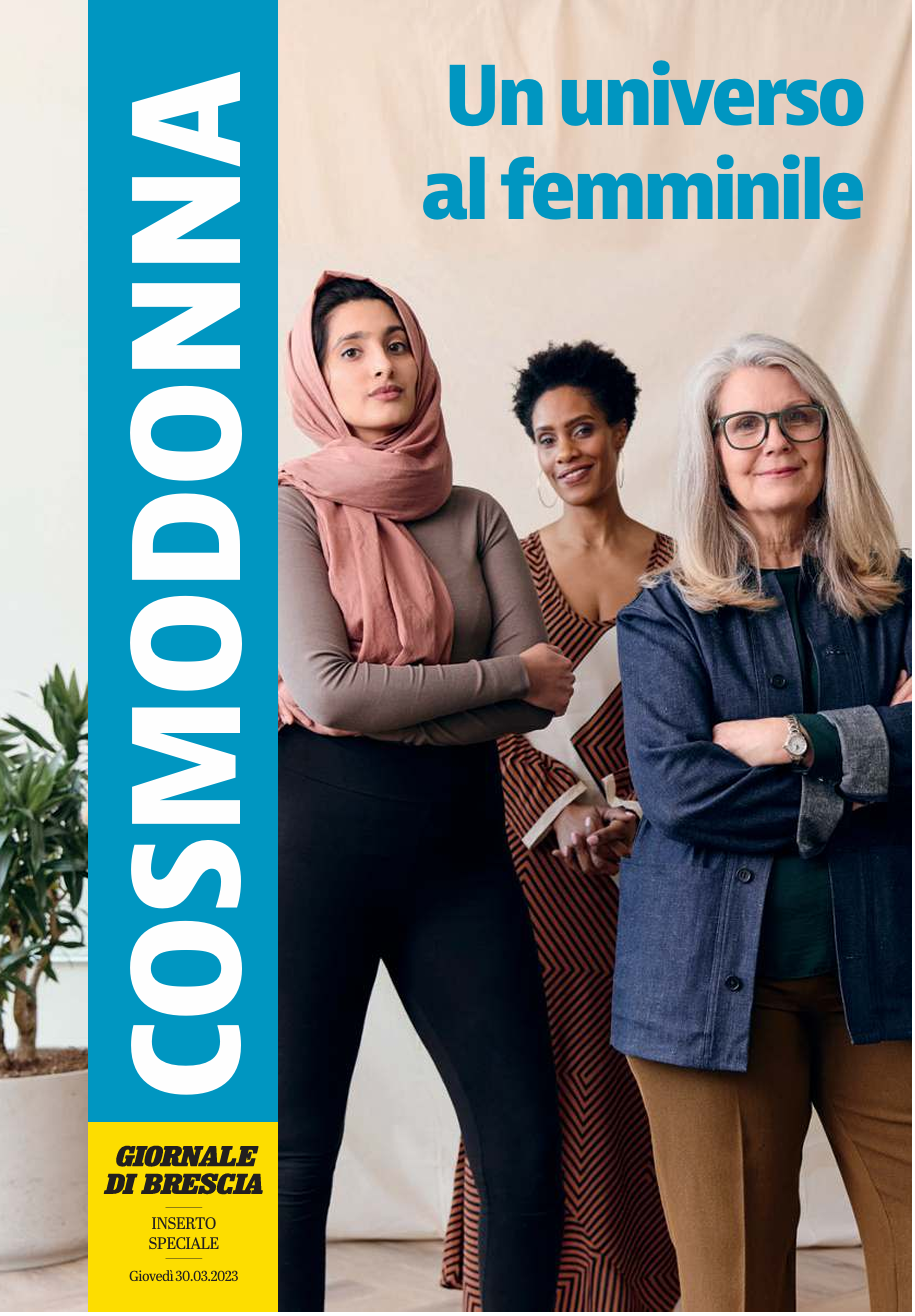 Un universo
al femminile
COSMODONNA
GIORNALE
DI BRESCIA
INSERTO
SPECIALE
Giovedì 30.03.2023